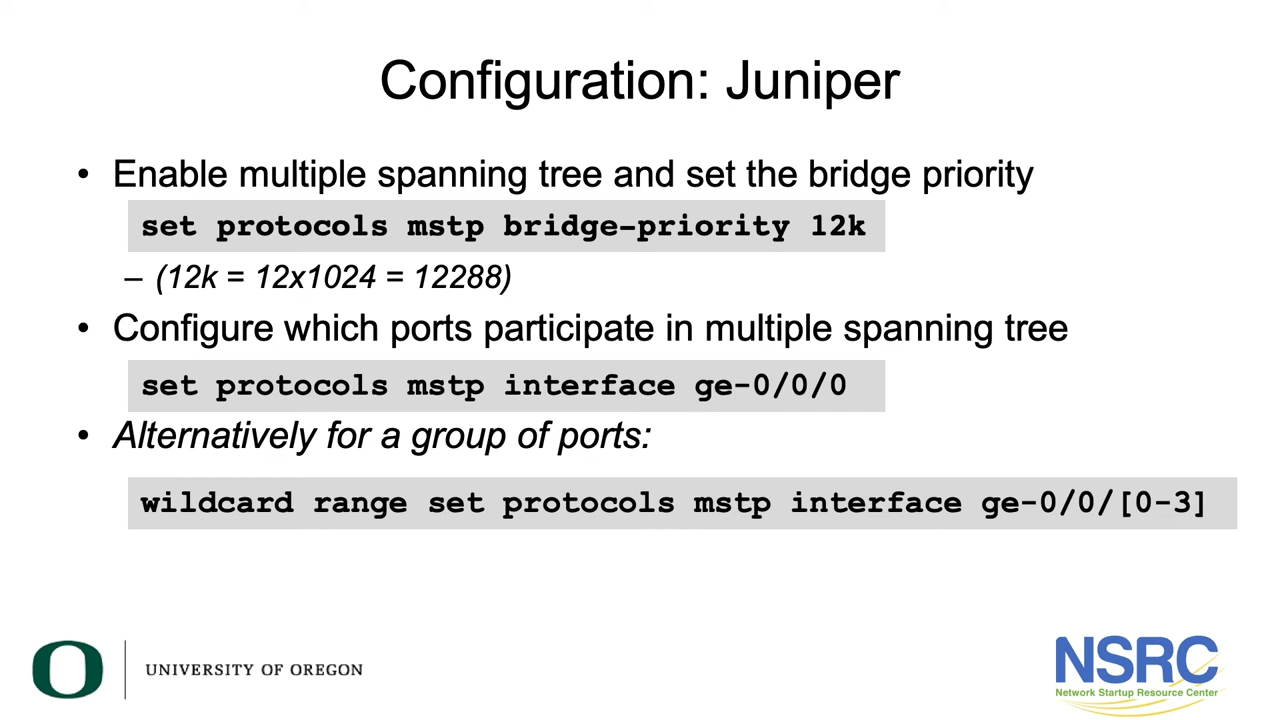 Configuration: Juniper
• Enable multiple spanning tree and set the bridge priority
set protocols mstp bridge-priority 12k
– (12k = 12x1024 = 12288)
• Configure which ports participate in multiple spanning tree
set protocols mstp interface ge-0/0/0
• Alternatively for a group of ports:
wildcard range set protocols mstp interface ge-0/0/[0-3]
O
UNIVERSITY OF OREGON
NSRC
Network Startup Resource Center